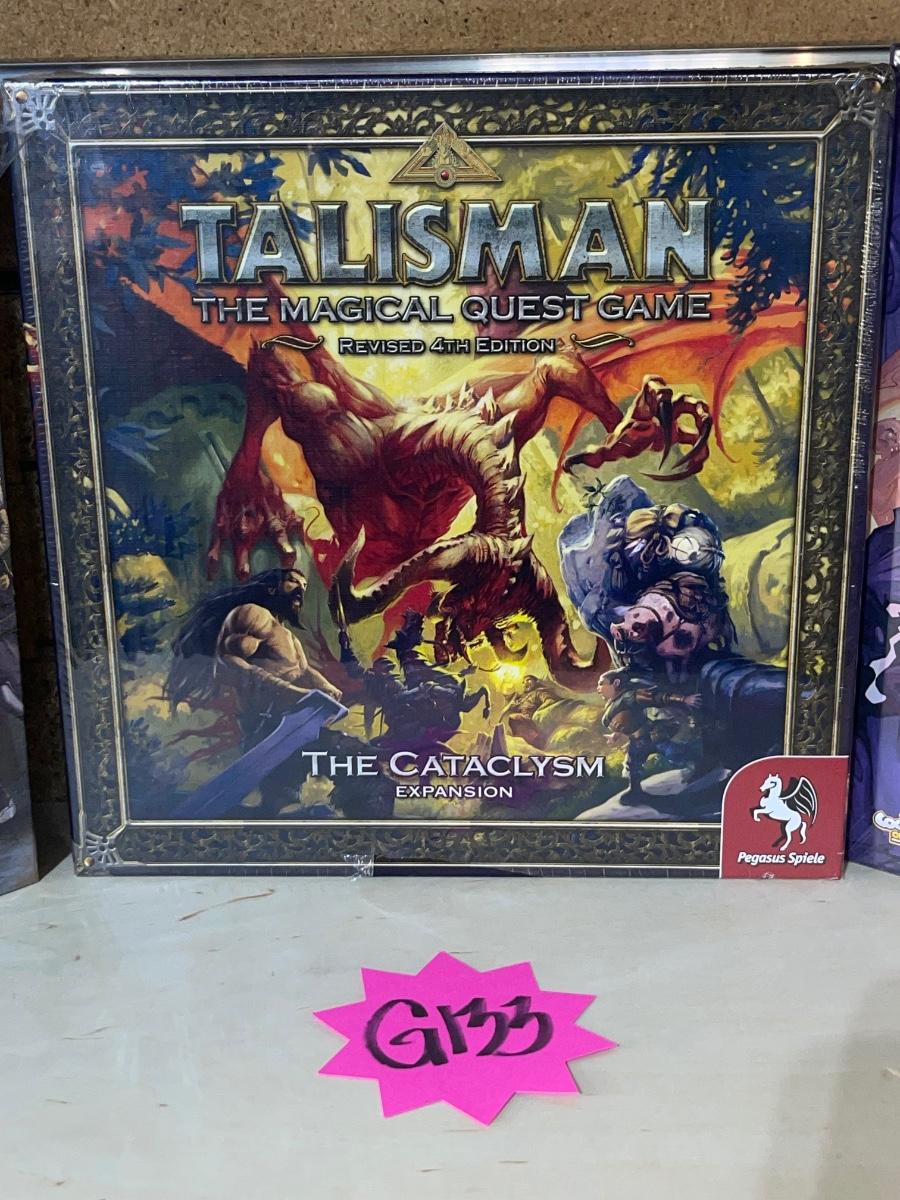 TALISMAN
THE MAGICAL QUEST GAME
REVISED 4TH EDITION
THE CATACLYSM
EXPANSION
Pegasus Spiele
G133